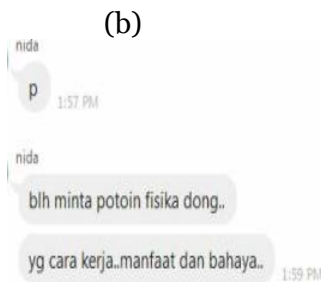 (b)
nida
p
1:57 PM
nida
blh minta potoin fisika dong..
yg cara kerja..manfaat dan bahaya..
1:59 PM